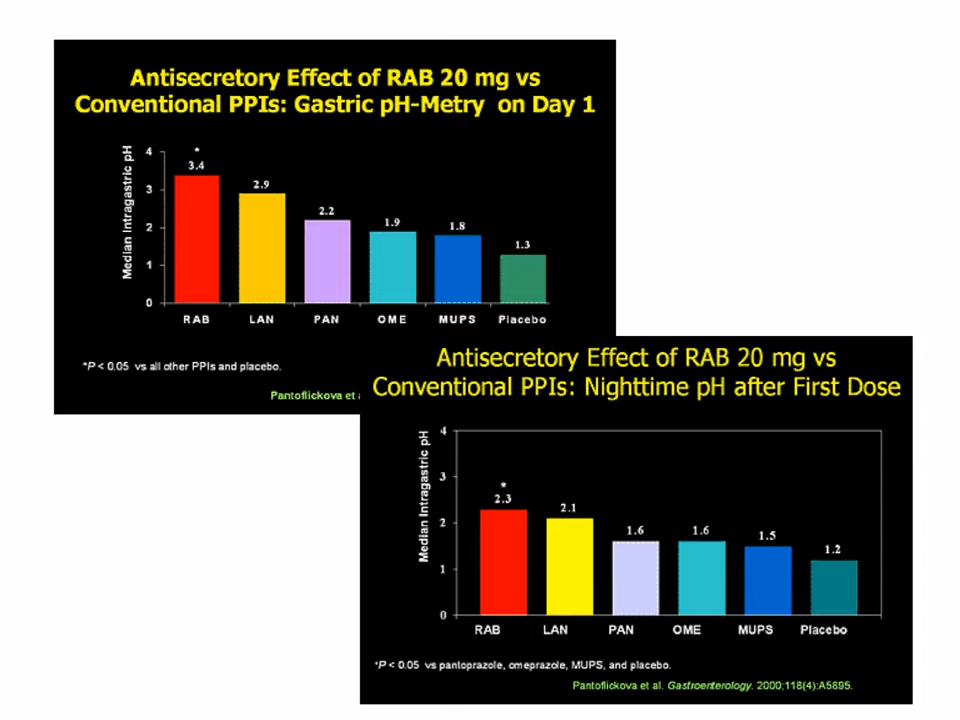 Antisecretory Effect of RAB 20 mg vs
Conventional PPIs: Gastric pH-Metry on Day 1
Median Intragastric pH
4
3
2
1
0
*
3.4
2.9
2.2
1.9
1.8
1.3
RAB LAN PAN OME MUPS Placebo
*P < 0.05 vs all other PPIs and placebo.
Pantoflickova et
Antisecretory Effect of RAB 20 mg vs
Conventional PPIs: Nighttime pH after First Dose
Median Intragastric pH
4
3
2
1
0
*
2.3
2.1
1.6
1.6
1.5
1.2
RAB LAN PAN OME MUPS Placebo
*P < 0.05 vs pantoprazole, omeprazole, MUPS, and placebo.
Pantoflickova et al. Gastroenterology. 2000;118(4):A5895.